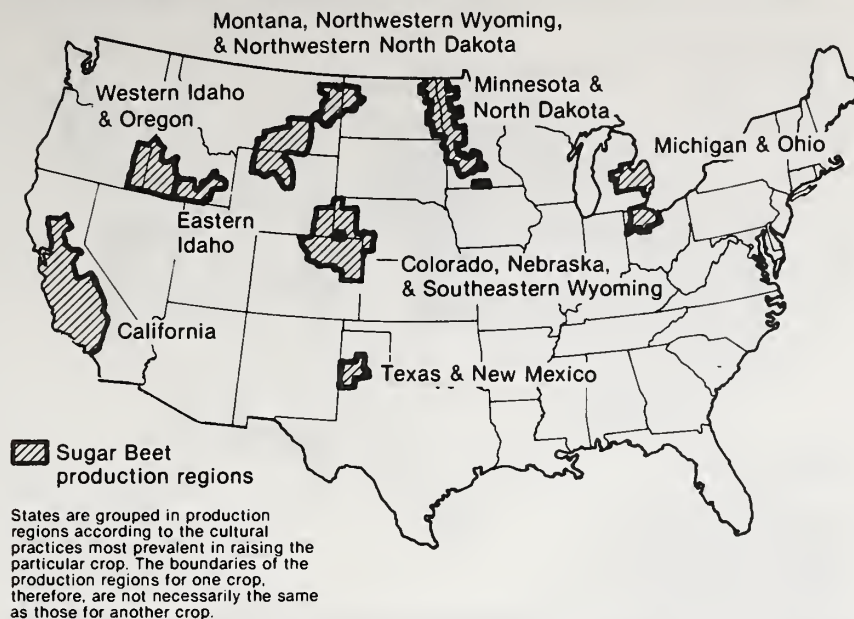 Montana, Northwestern Wyoming,
& Northwestern North Dakota
Western Idaho
& Oregon
Minnesota &
North Dakota
Michigan & Ohio
Eastern
Idaho
Colorado, Nebraska,
& Southeastern Wyoming
California
Texas & New Mexico
Sugar Beet
production regions
States are grouped in production
regions according to the cultural
practices most prevalent in raising the
particular crop. The boundaries of the
production regions for one crop,
therefore, are not necessarily the same
as those for another crop.